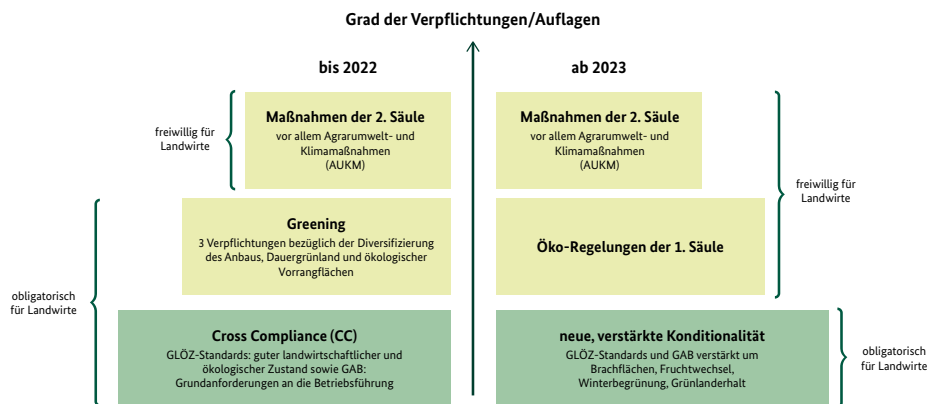 Grad der Verpflichtungen/Auflagen
bis 2022
ab 2023
freiwillig für
Landwirte
Maßnahmen der 2. Säule
vor allem Agrarumwelt- und
Klimamaßnahmen
(AUKM)
Maßnahmen der 2. Säule
vor allem Agrarumwelt- und
Klimamaßnahmen
(AUKM)
freiwillig für
Landwirte
Greening
3 Verpflichtungen bezüglich der Diversifizierung
des Anbaus, Dauergrünland und ökologischer
Vorrangflächen
Öko-Regelungen der 1. Säule
obligatorisch
für Landwirte
Cross Compliance (CC)
GLÖZ-Standards: guter landwirtschaftlicher und
ökologischer Zustand sowie GAB:
Grundanforderungen an die Betriebsführung
neue, verstärkte Konditionalität
GLÖZ-Standards und GAB verstärkt um
Brachflächen, Fruchtwechsel,
Winterbegrünung, Grünlanderhalt
obligatorisch
für Landwirte